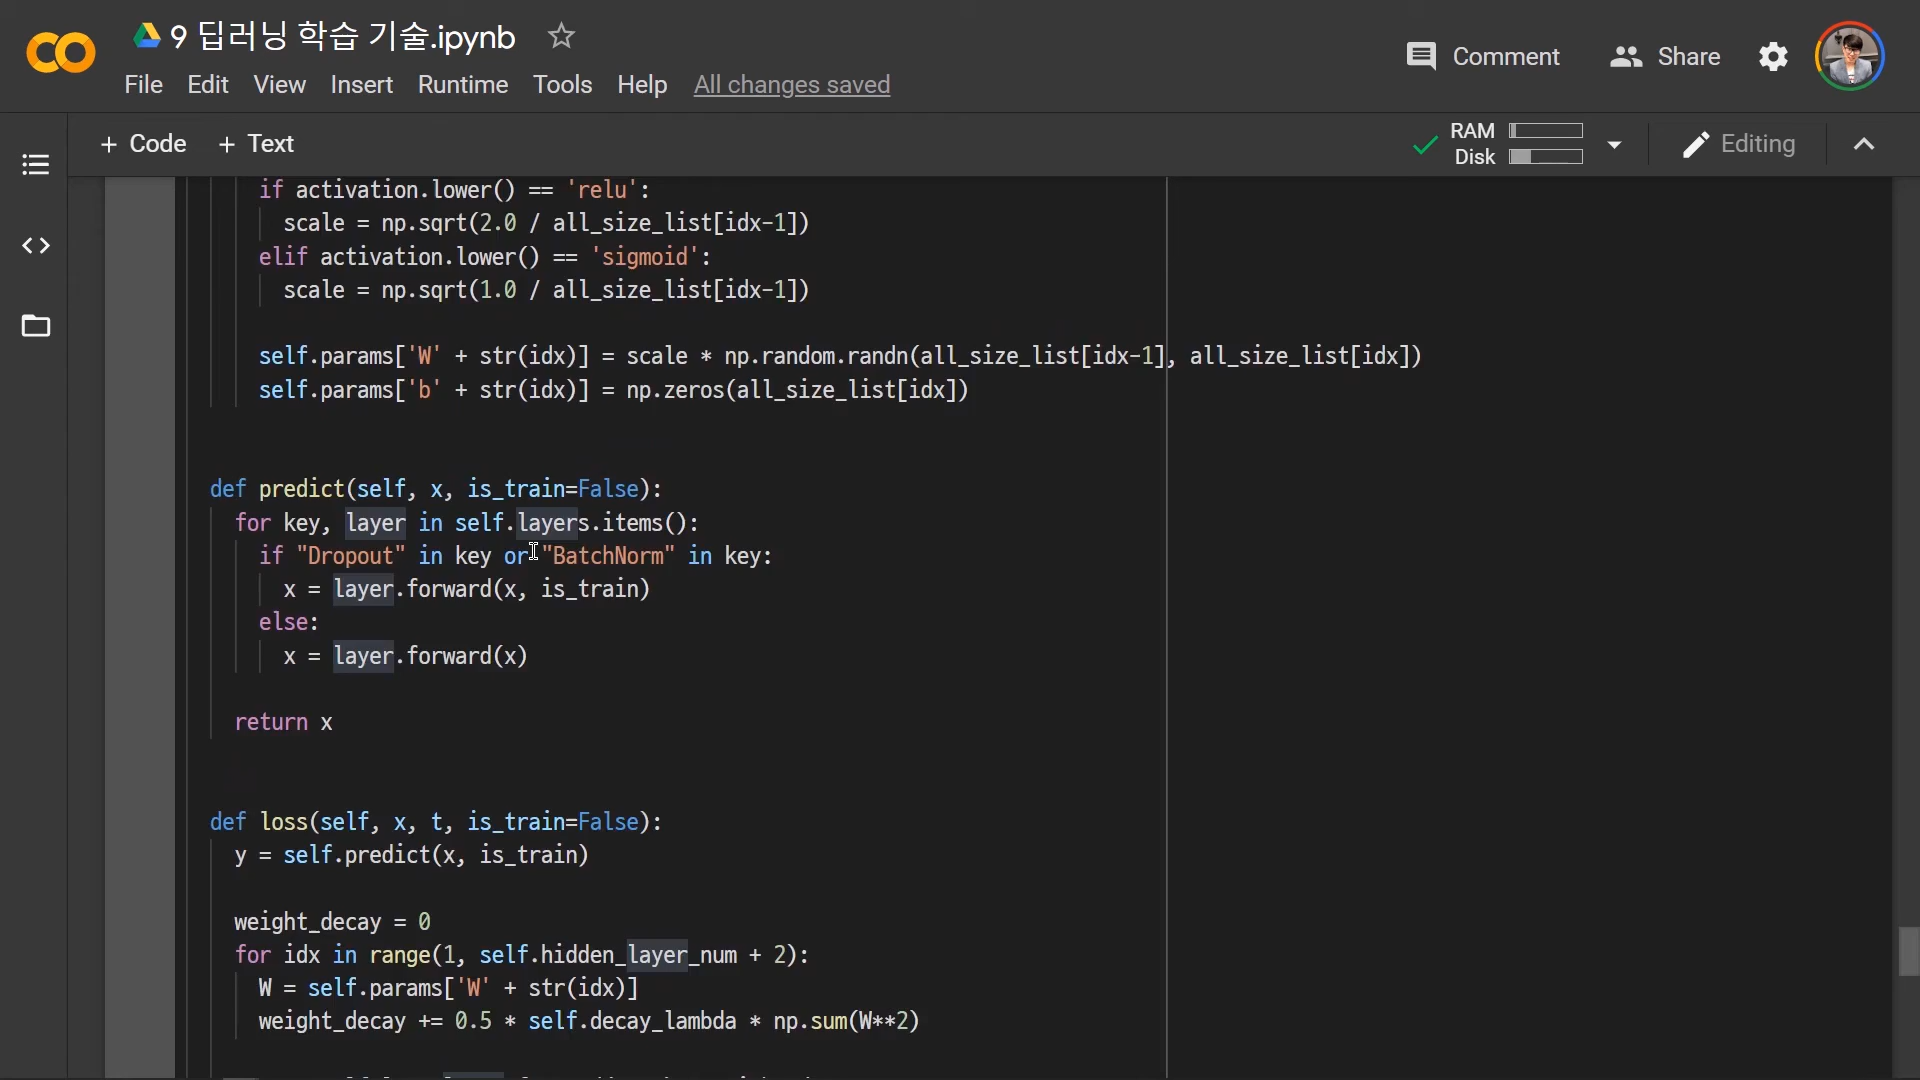 9 딥러닝 학습 기술.ipynb
Comment
Share
File Edit View Insert Runtime Tools Help All changes saved
+ Code + Text
RAM
Disk
Editing
if activation.lower() == 'relu':
scale = np.sqrt(2.0 / all_size_list[idx-1])
elif activation.lower() == 'sigmoid':
scale = np.sqrt(1.0 / all_size_list[idx-1])
self.params['W' + str(idx)] = scale * np.random.randn(all_size_list[idx-1], all_size_list[idx])
self.params['b' + str(idx)] = np.zeros(all_size_list[idx])
def predict(self, x, is_train=False):
for key, layer in self.layers.items():
if "Dropout" in key or "BatchNorm" in key:
x = layer.forward(x, is_train)
else:
x = layer.forward(x)
return x
def loss(self, x, t, is_train=False):
y = self.predict(x, is_train)
weight_decay = 0
for idx in range(1, self.hidden_layer_num + 2):
W = self.params['W' + str(idx)]
weight_decay += 0.5 * self.decay_lambda * np.sum(W**2)